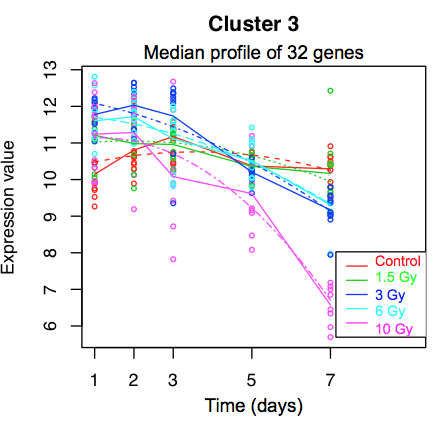 Cluster 3
Median profile of 32 genes
Expression value
13
12
11
10
9
8
7
6
Control
1.5 Gy
3 Gy
6 Gy
10 Gy
1 2 3 5 7
Time (days)